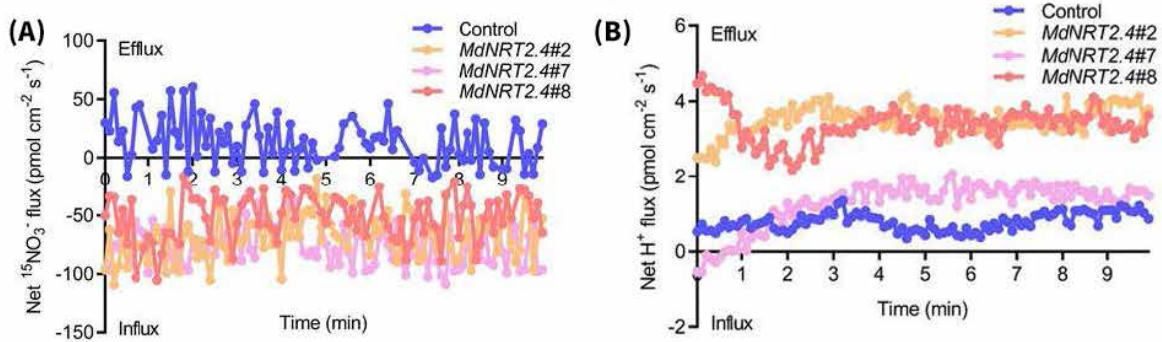 (A)
Net ¹⁵NO₃⁻ flux (pmol cm⁻² s⁻¹)
100
50
0
-50
-100
-150
Efflux
Influx
0 1 2 3 4 5 6 7 8 9
Time (min)
Control
MdNRT2.4#2
MdNRT2.4#7
MdNRT2.4#8
(B)
Net H⁺ flux (pmol cm⁻² s⁻¹)
6
4
2
0
-2
Efflux
Influx
1 2 3 4 5 6 7 8 9
Time (min)
Control
MdNRT2.4#2
MdNRT2.4#7
MdNRT2.4#8